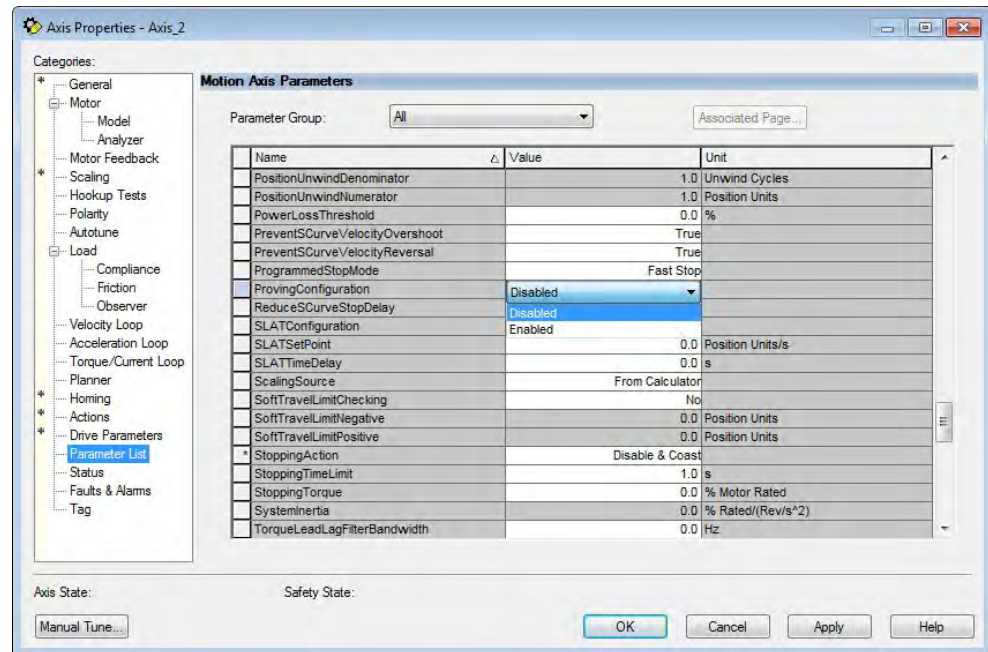 Axis Properties - Axis_2
Categories:
* General
Motor
Model
Analyzer
Motor Feedback
* Scaling
Hookup Tests
Polarity
Autotune
Load
Compliance
Friction
Observer
Velocity Loop
Acceleration Loop
Torque/Current Loop
Planner
* Homing
* Actions
* Drive Parameters
Parameter List
Status
Faults & Alarms
Tag
Motion Axis Parameters
Parameter Group: All Associated Page...
Name Value Unit
PositionUnwindDenominator 1.0 Unwind Cycles
PositionUnwindNumerator 1.0 Position Units
PowerLossThreshold 0.0 %
PreventSCurveVelocityOvershoot True
PreventSCurveVelocityReversal True
ProgrammedStopMode Fast Stop
ProvingConfiguration Disabled
ReduceSCurveStopDelay Disabled
SLATConfiguration Enabled
SLATSetPoint 0.0 Position Units/s
SLATTimeDelay 0.0 s
ScalingSource From Calculator
SoftTravelLimitChecking No
SoftTravelLimitNegative 0.0 Position Units
SoftTravelLimitPositive 0.0 Position Units
* StoppingAction Disable & Coast
StoppingTimeLimit 1.0 s
StoppingTorque 0.0 % Motor Rated
SystemInertia 0.0 % Rated/(Rev/s^2)
TorqueLeadLagFilterBandwidth 0.0 Hz
Axis State: Safety State:
Manual Tune... OK Cancel Apply Help